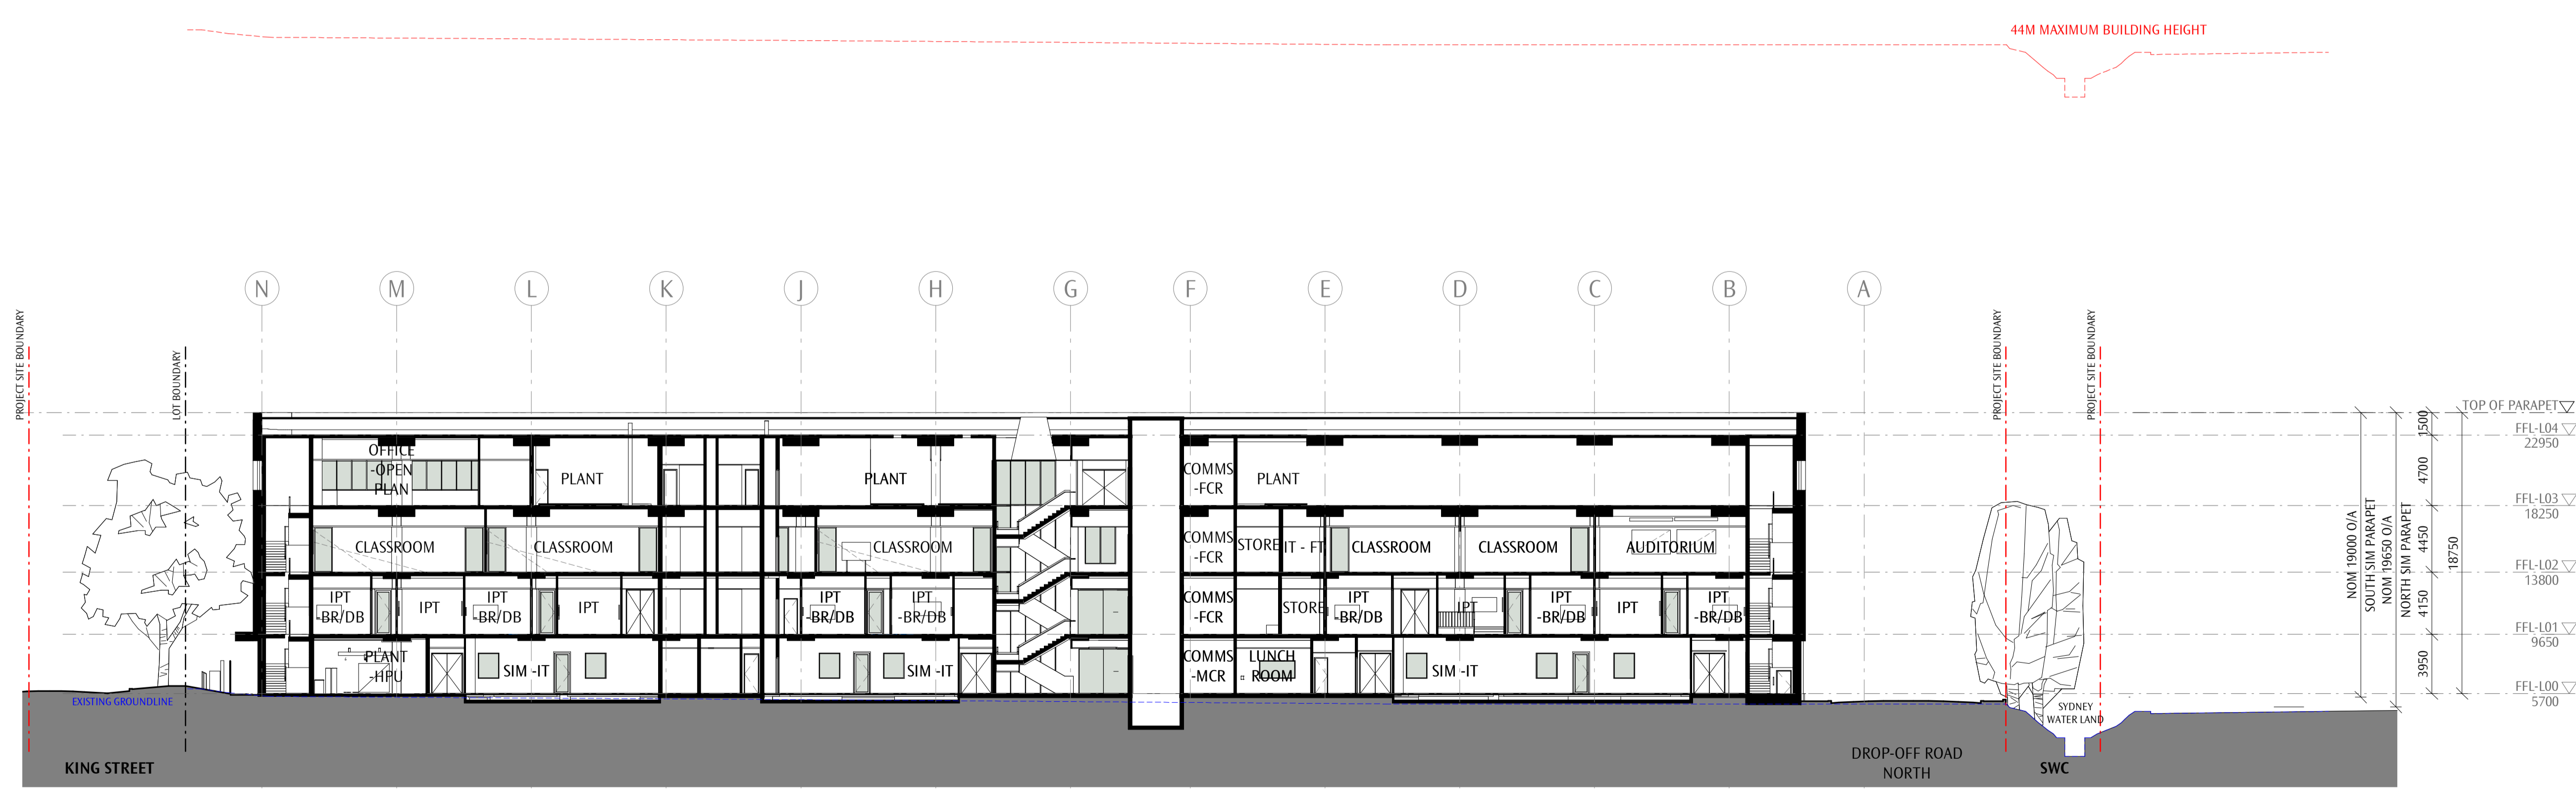 44M MAXIMUM BUILDING HEIGHT
N
M
L
K
J
H
G
F
E
D
C
B
A
PROJECT SITE BOUNDARY
LOT BOUNDARY
PROJECT SITE BOUNDARY
PROJECT SITE BOUNDARY
TOP OF PARAPET
FFL-L04
22950
FFL-L03
18250
FFL-L02
13800
FFL-L01
9650
FFL-L00
5700
1500
4700
4450
4150
3950
18750
NOM 19000 O/A
SOUTH SIM PARAPET
NOM 19650 O/A
NORTH SIM PARAPET
OFFICE
-OPEN
PLAN
PLANT
PLANT
COMMS
-FCR
PLANT
CLASSROOM
CLASSROOM
CLASSROOM
COMMS
-FCR
STORE
IT - FT
CLASSROOM
CLASSROOM
AUDITORIUM
IPT
-BR/DB
IPT
IPT
-BR/DB
IPT
IPT
-BR/DB
IPT
-BR/DB
COMMS
-FCR
STORE
IPT
-BR/DB
IPT
IPT
-BR/DB
IPT
IPT
-BR/DB
PLANT
-HPU
SIM -IT
SIM -IT
COMMS
-MCR
LUNCH
ROOM
SIM -IT
EXISTING GROUNDLINE
SYDNEY
WATER LAND
KING STREET
DROP-OFF ROAD
NORTH
SWC